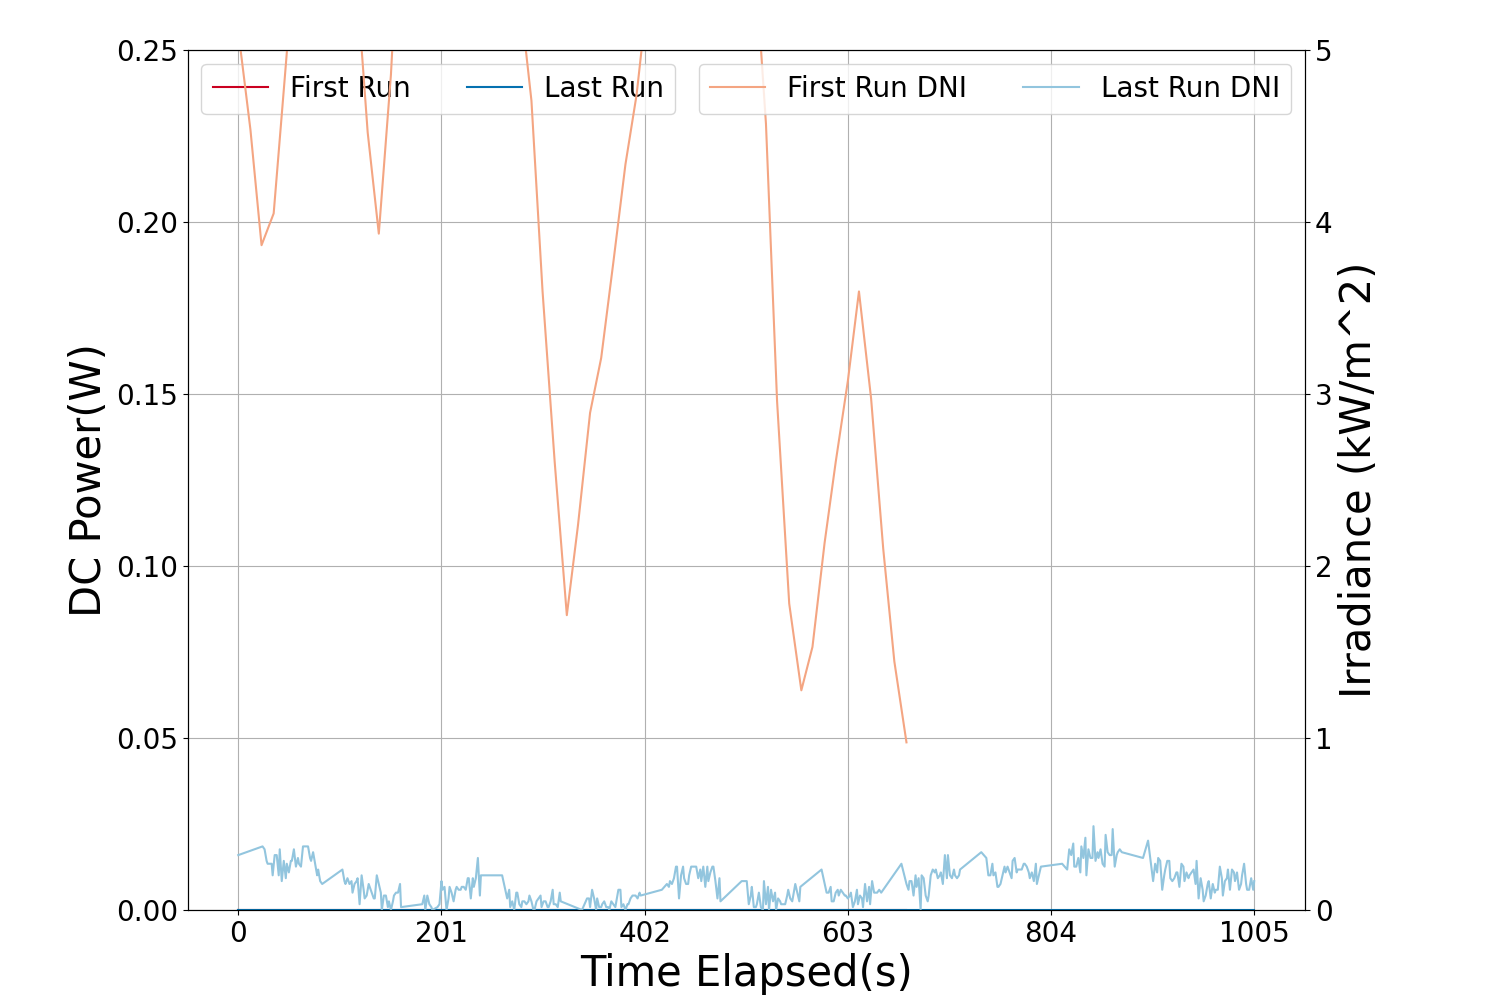 First Run Last Run First Run DNI Last Run DNI
0.25
0.20
0.15
0.10
0.05
0.00
DC Power(W)
5
4
3
2
1
0
Irradiance (kW/m^2)
0 201 402 603 804 1005
Time Elapsed(s)